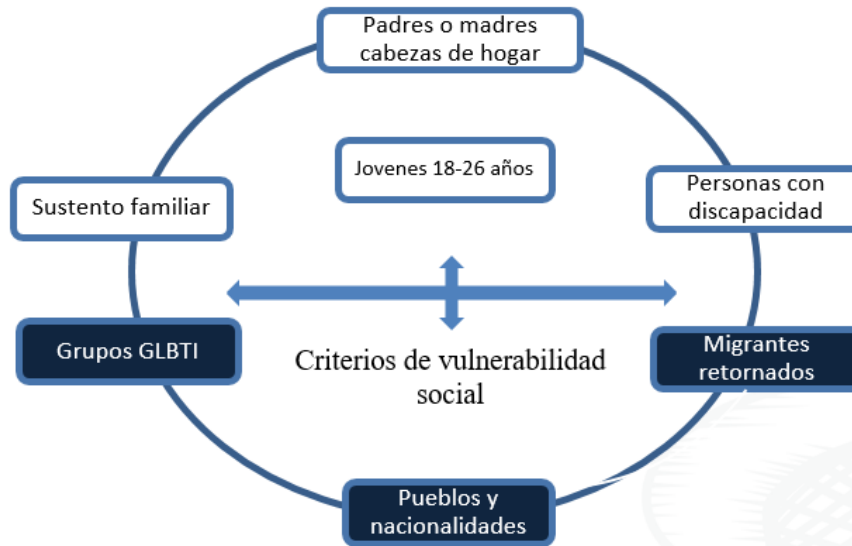 Padres o madres
cabezas de hogar
Jovenes 18-26 años
Sustento familiar
Personas con
discapacidad
Grupos GLBTI
Criterios de vulnerabilidad
social
Migrantes
retornados
Pueblos y
nacionalidades